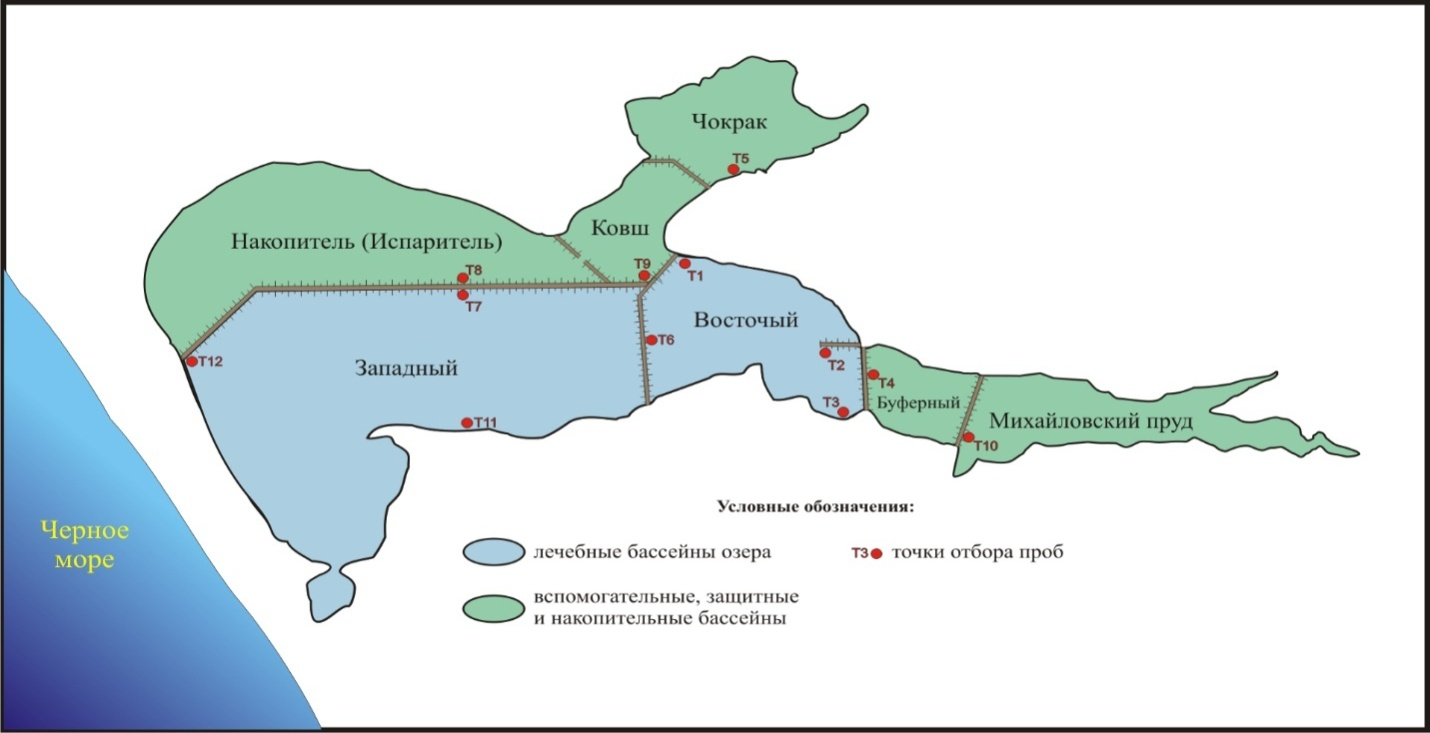 Чокрак
T5
Ковш
Накопитель (Испаритель)
T8
T9
T1
T7
Восточый
T6
T12
Западный
T2
T4
T3
Буферный
T11
Михайловский пруд
T10
Условные обозначения:
Черное
море
лечебные бассейны озера
T3 точки отбора проб
вспомогательные, защитные
и накопительные бассейны